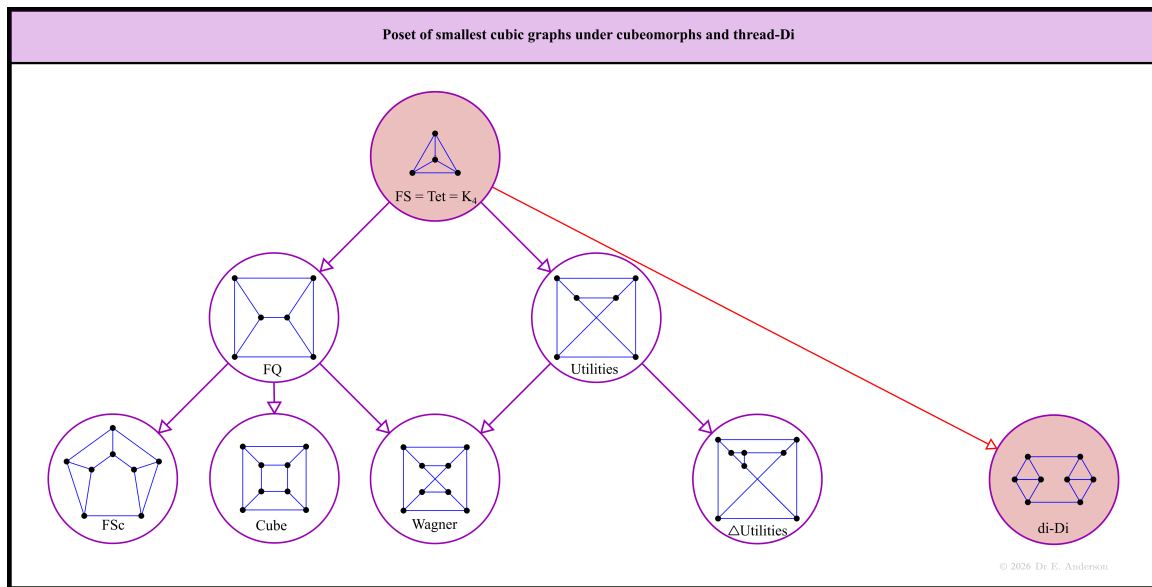 Poset of smallest cubic graphs under cubeomorphs and thread-Di
FS = Tet = K₄
FQ
Utilities
FSc
Cube
Wagner
△Utilities
di-Di
© 2026 Dr E. Anderson